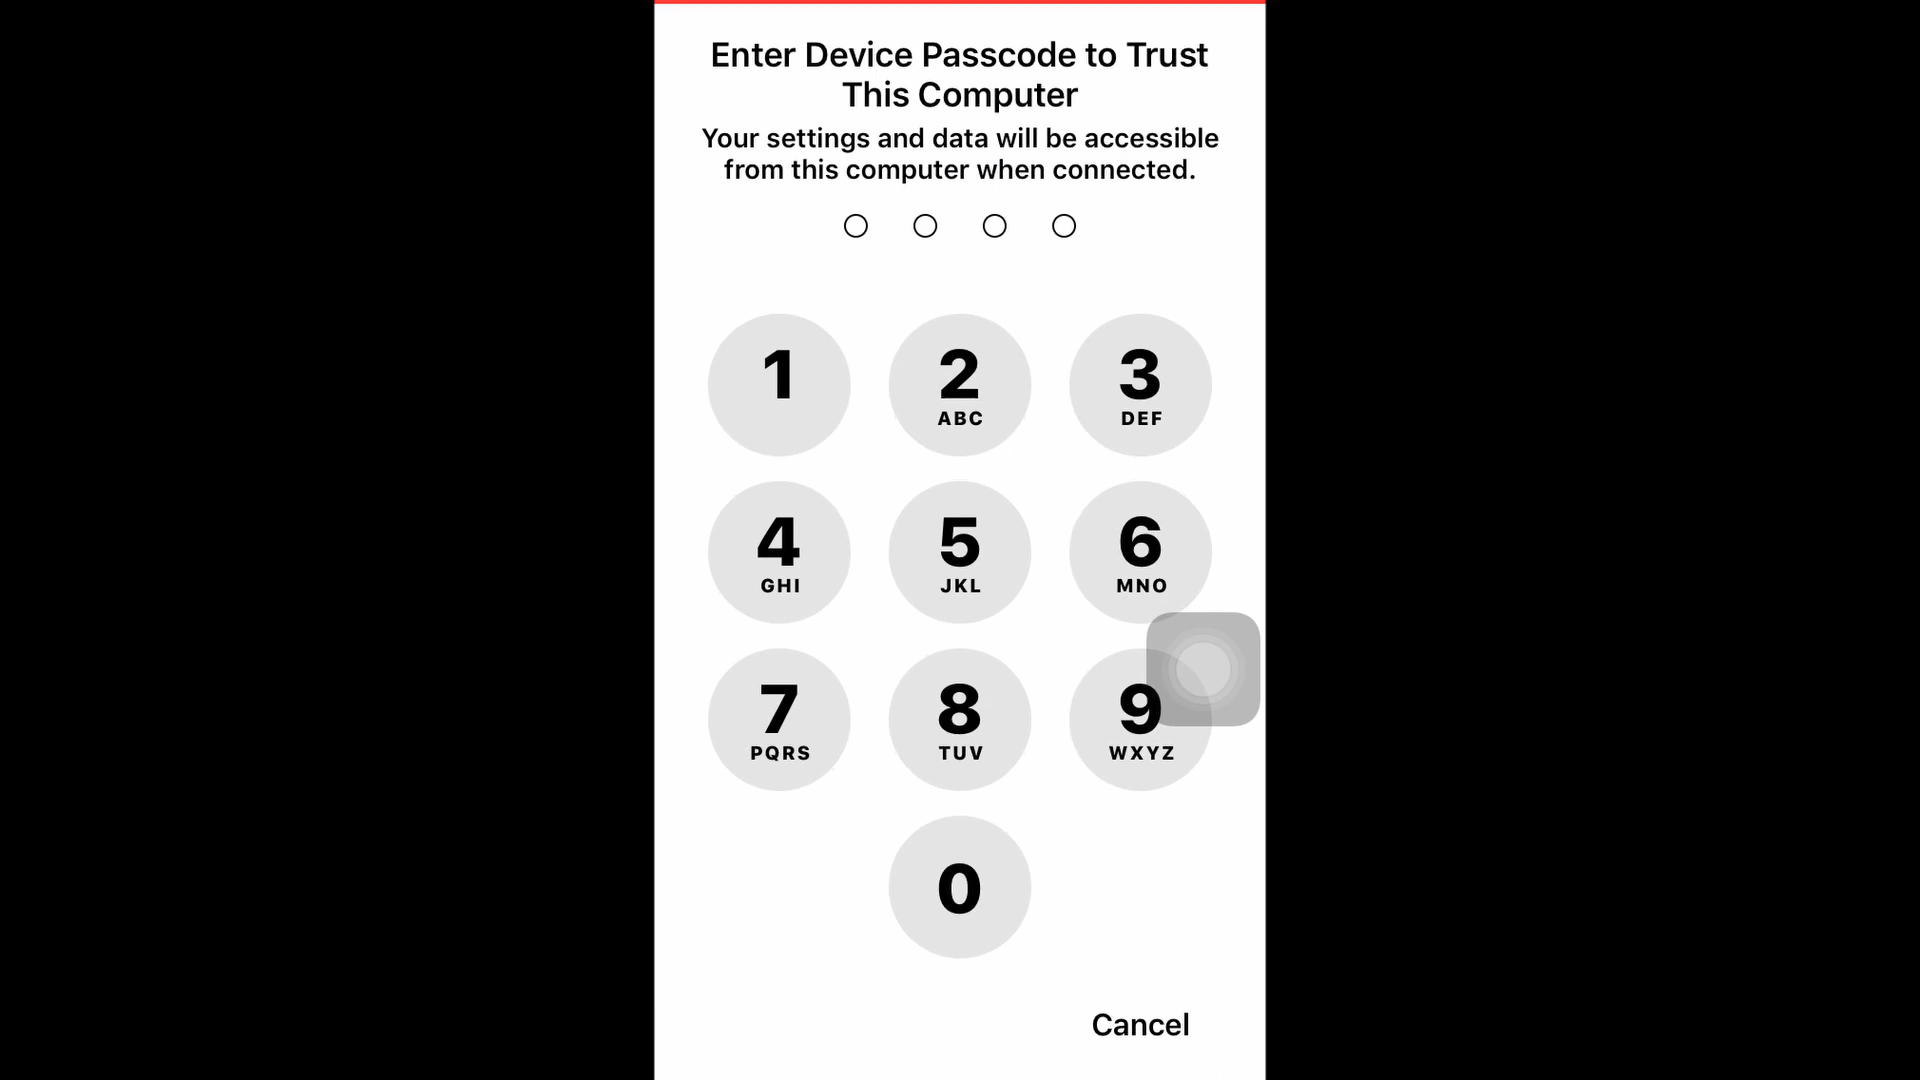 Enter Device Passcode to Trust
This Computer
Your settings and data will be accessible
from this computer when connected.
1 2 3
ABC DEF
4 5 6
GHI JKL MNO
7 8 9
PQRS TUV WXYZ
0
Cancel